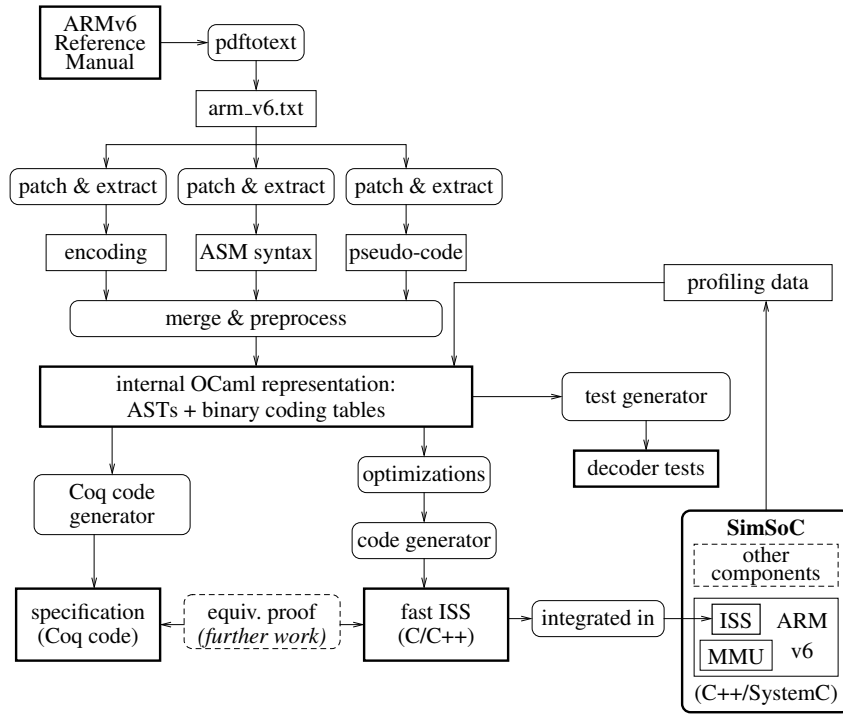 ARMv6
Reference
Manual
pdftotext
arm_v6.txt
patch & extract
patch & extract
patch & extract
encoding
ASM syntax
pseudo-code
profiling data
merge & preprocess
internal OCaml representation:
ASTs + binary coding tables
test generator
optimizations
decoder tests
Coq code
generator
code generator
SimSoC
other
components
specification
(Coq code)
equiv. proof
(further work)
fast ISS
(C/C++)
integrated in
ISS
ARM
MMU
v6
(C++/SystemC)